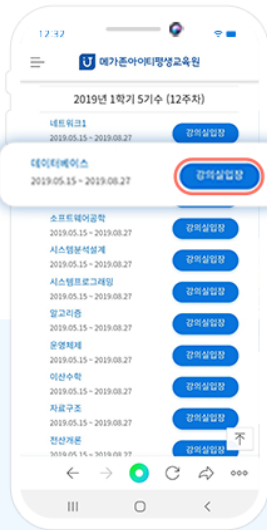 12:32
메가존아이티평생교육원
2019년 1학기 5기수 (12주차)
네트워크1
2019.05.15 ~ 2019.08.27
강의실입장
데이터베이스
2019.05.15 ~ 2019.08.27
강의실입장
소프트웨어공학
2019.05.15 ~ 2019.08.27
강의실입장
시스템분석설계
2019.05.15 ~ 2019.08.27
강의실입장
시스템프로그래밍
2019.05.15 ~ 2019.08.27
강의실입장
알고리즘
2019.05.15 ~ 2019.08.27
강의실입장
운영체제
2019.05.15 ~ 2019.08.27
강의실입장
이산수학
2019.05.15 ~ 2019.08.27
강의실입장
자료구조
2019.05.15 ~ 2019.08.27
강의실입장
전산개론
2019.05.15 ~ 2019.08.27
강의실입장